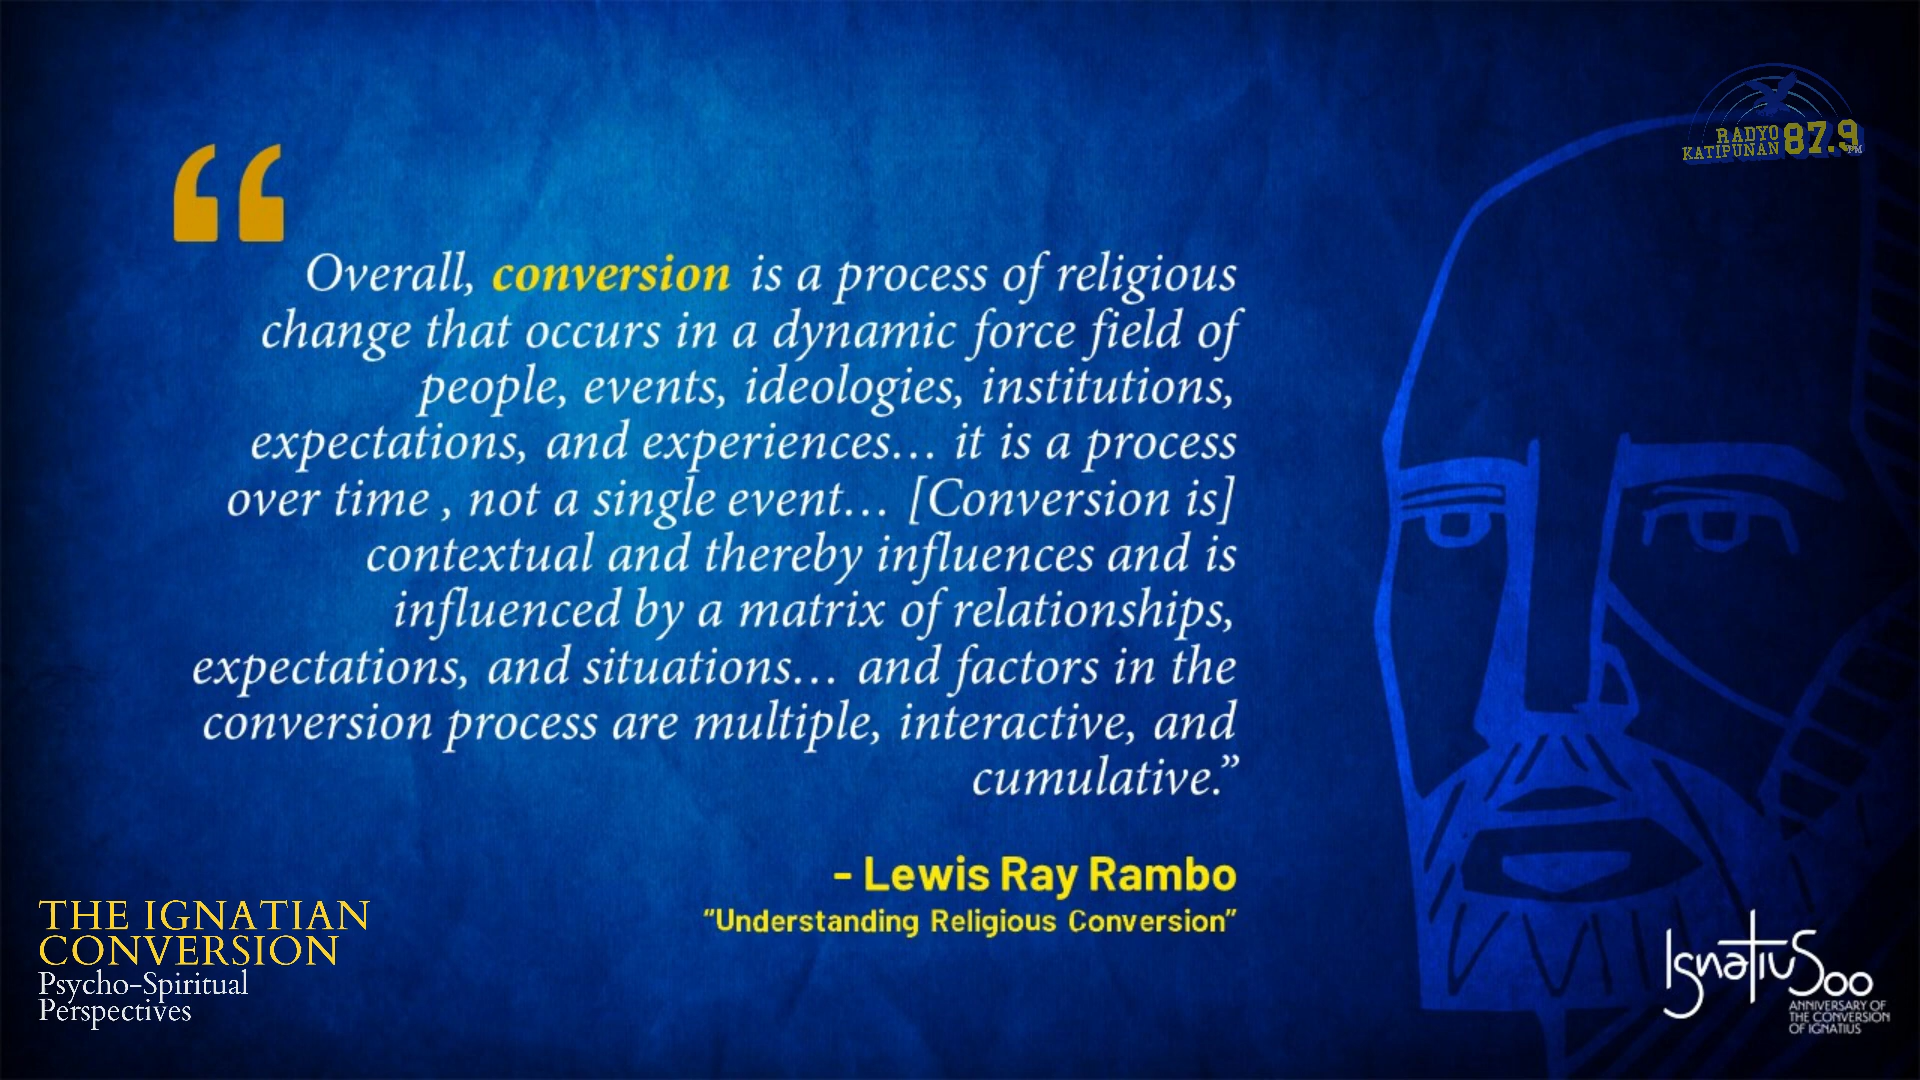 RADYO
KATIPUNAN 87.9 FM
“
Overall, conversion is a process of religious
change that occurs in a dynamic force field of
people, events, ideologies, institutions,
expectations, and experiences… it is a process
over time , not a single event… [Conversion is]
contextual and thereby influences and is
influenced by a matrix of relationships,
expectations, and situations… and factors in the
conversion process are multiple, interactive, and
cumulative.”
- Lewis Ray Rambo
“Understanding Religious Conversion”
THE IGNATIAN
CONVERSION
Psycho-Spiritual
Perspectives
Ignatius500
ANNIVERSARY OF
THE CONVERSION
OF IGNATIUS